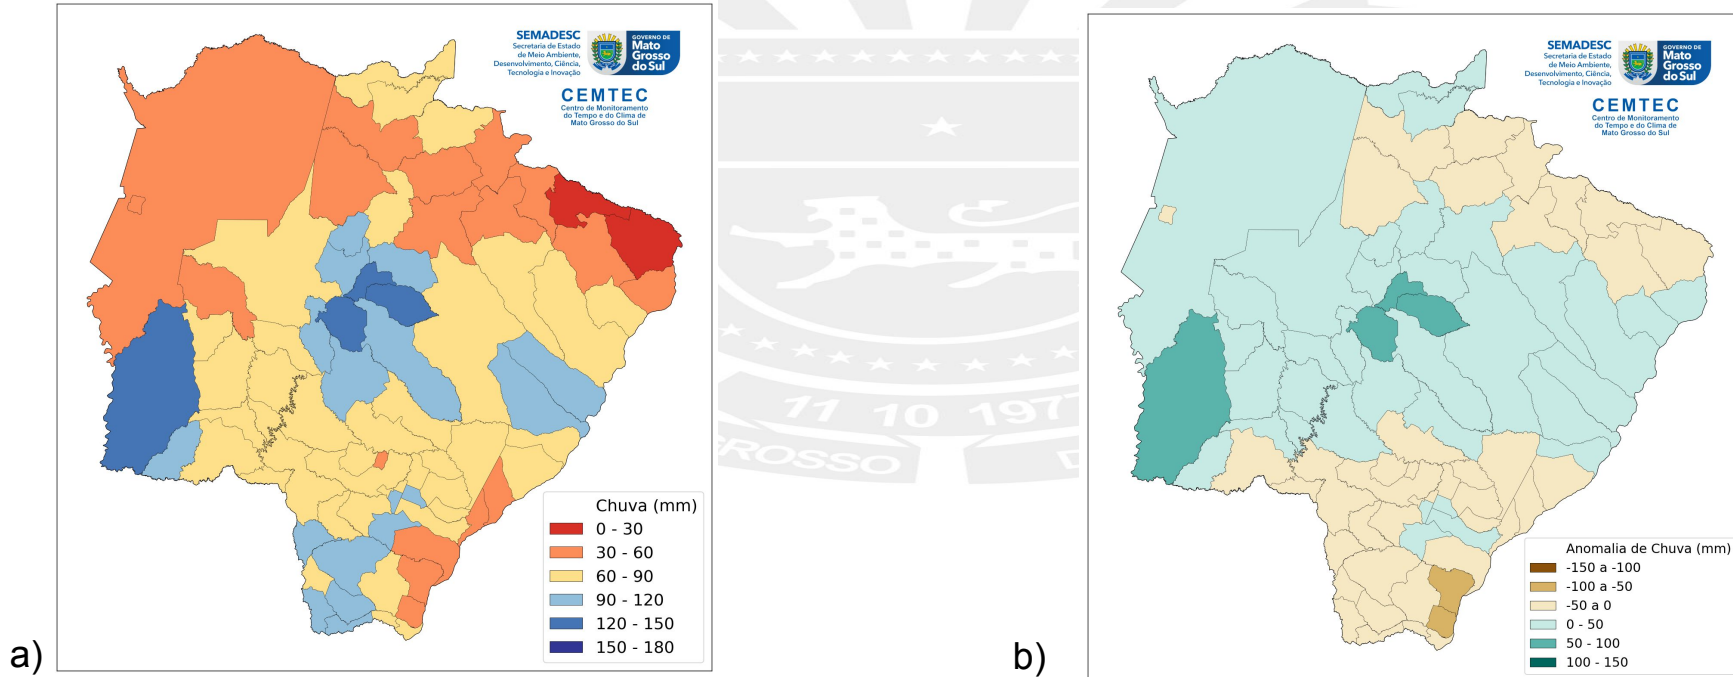 SEMADESC
Secretaria de Estado
de Meio Ambiente,
Desenvolvimento, Ciência,
Tecnologia e Inovação
GOVERNO DE
Mato
Grosso
do Sul
CEMTEC
Centro de Monitoramento
do Tempo e do Clima de
Mato Grosso do Sul
Chuva (mm)
0 - 30
30 - 60
60 - 90
90 - 120
120 - 150
150 - 180
a)
11 10 1977
GROSSO
D
SEMADESC
Secretaria de Estado
de Meio Ambiente,
Desenvolvimento, Ciência,
Tecnologia e Inovação
GOVERNO DE
Mato
Grosso
do Sul
CEMTEC
Centro de Monitoramento
do Tempo e do Clima de
Mato Grosso do Sul
Anomalia de Chuva (mm)
-150 a -100
-100 a -50
-50 a 0
0 - 50
50 - 100
100 - 150
b)